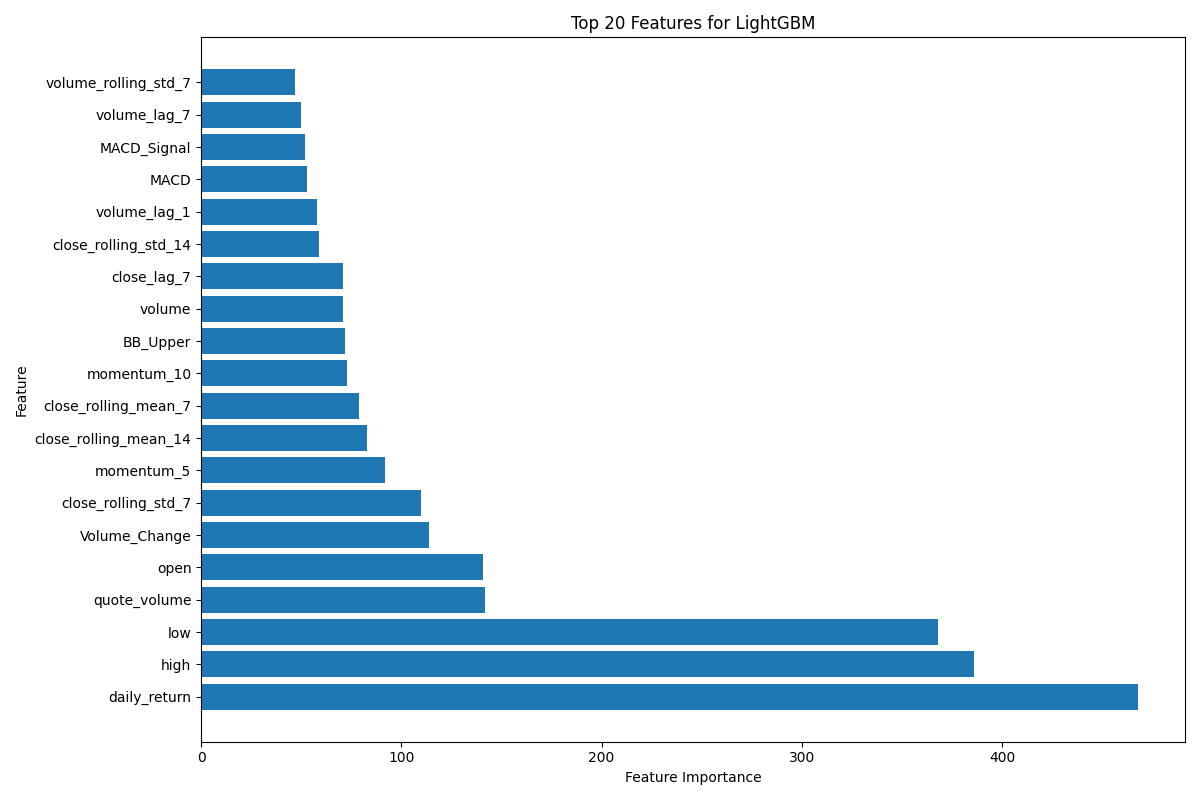 Top 20 Features for LightGBM
volume_rolling_std_7
volume_lag_7
MACD_Signal
MACD
volume_lag_1
close_rolling_std_14
close_lag_7
volume
BB_Upper
momentum_10
close_rolling_mean_7
close_rolling_mean_14
momentum_5
close_rolling_std_7
Volume_Change
open
quote_volume
low
high
daily_return
Feature
0 100 200 300 400
Feature Importance